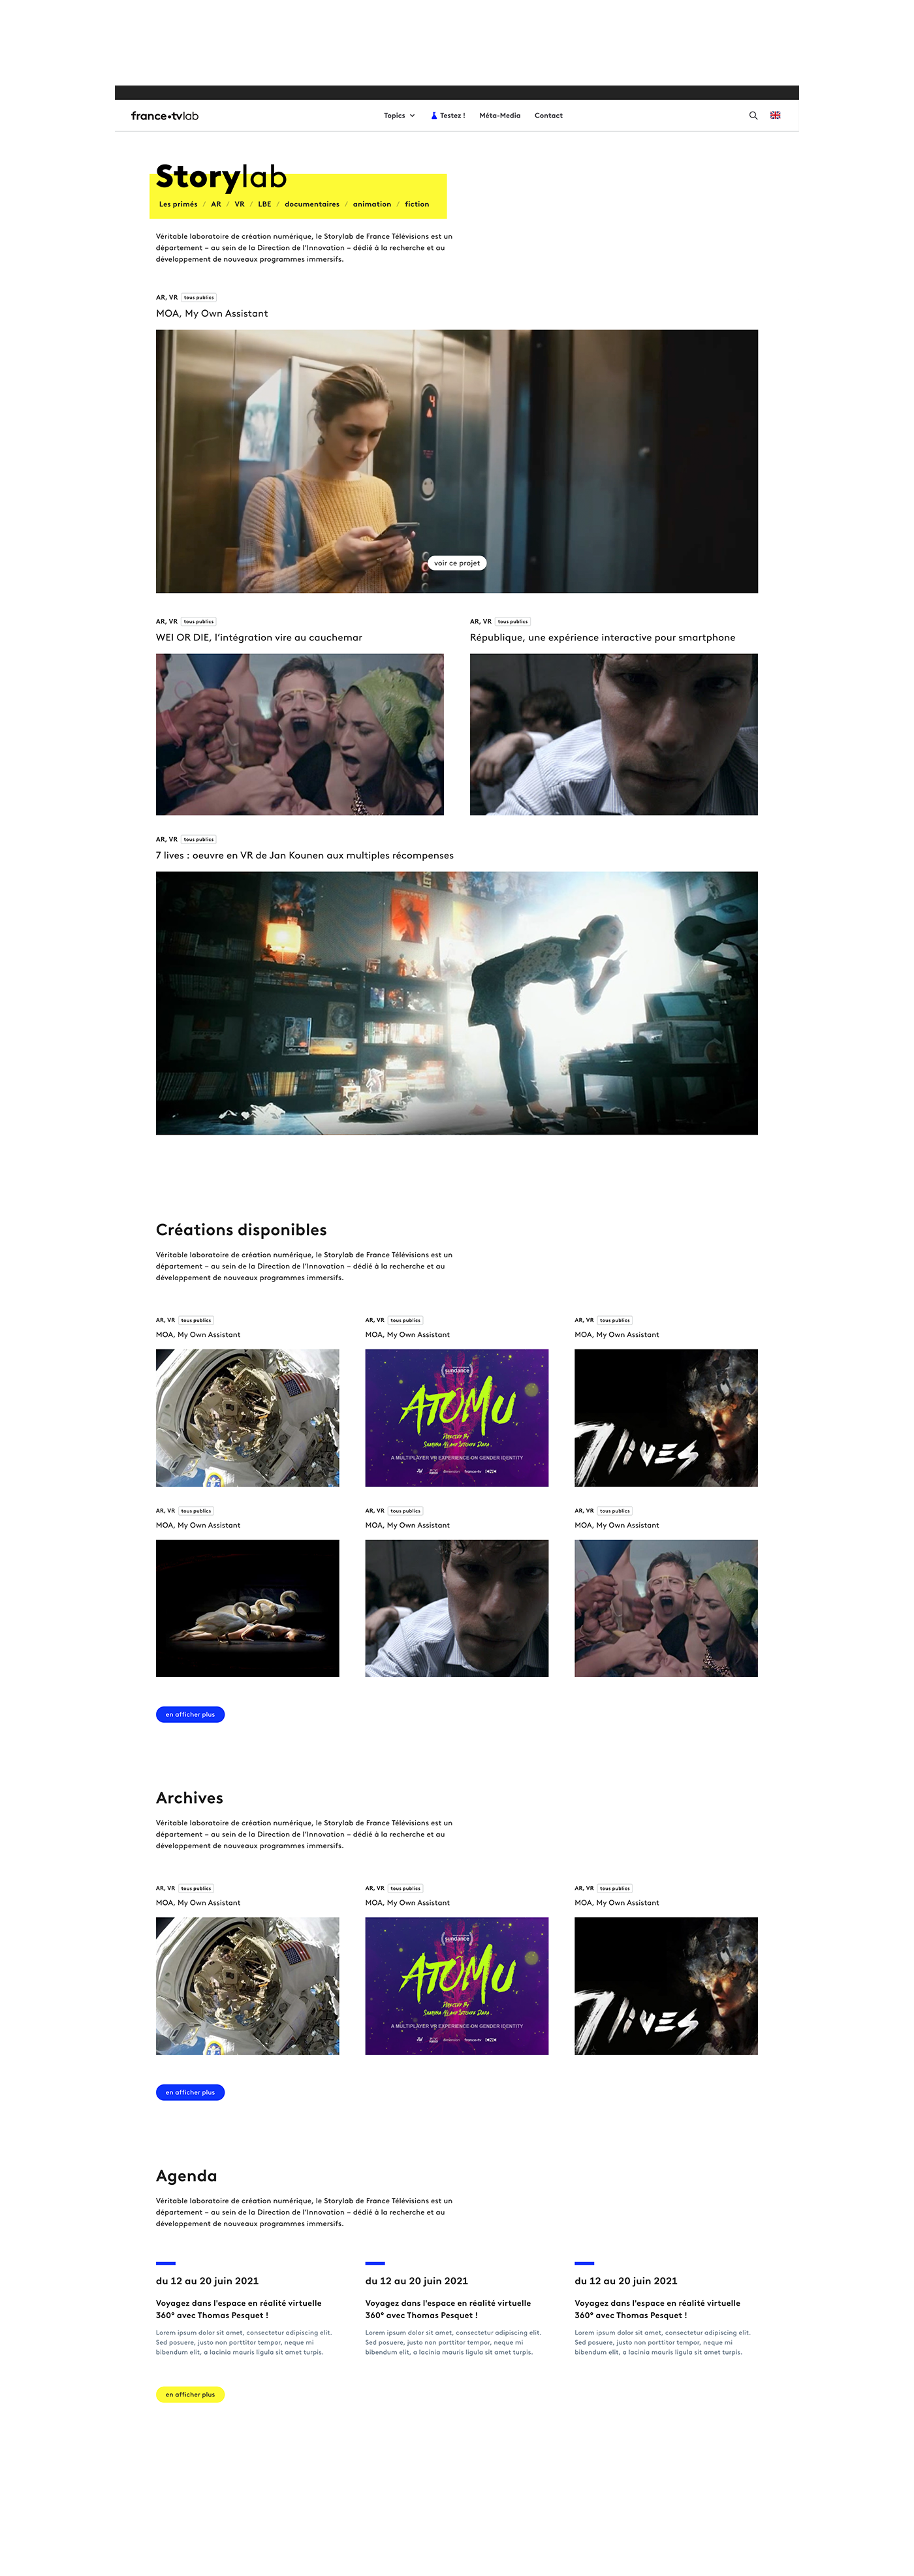 france•tvlab
Topics
Testez !
Méta-Media
Contact
Storylab
Les primés / AR / VR / LBE / documentaires / animation / fiction
Véritable laboratoire de création numérique, le Storylab de France Télévisions est un
département – au sein de la Direction de l'Innovation – dédié à la recherche et au
développement de nouveaux programmes immersifs.
AR, VR tous publics
MOA, My Own Assistant
4
voir ce projet
AR, VR tous publics
WEI OR DIE, l'intégration vire au cauchemar
AR, VR tous publics
République, une expérience interactive pour smartphone
AR, VR tous publics
7 lives : oeuvre en VR de Jan Kounen aux multiples récompenses
Créations disponibles
Véritable laboratoire de création numérique, le Storylab de France Télévisions est un
département – au sein de la Direction de l'Innovation – dédié à la recherche et au
développement de nouveaux programmes immersifs.
AR, VR tous publics
MOA, My Own Assistant
AR, VR tous publics
MOA, My Own Assistant
sundance
ATOMU
DIRECTED BY
A MULTIPLAYER VR EXPERIENCE ON GENDER IDENTITY
france•tv
AR, VR tous publics
MOA, My Own Assistant
7 lives
AR, VR tous publics
MOA, My Own Assistant
AR, VR tous publics
MOA, My Own Assistant
AR, VR tous publics
MOA, My Own Assistant
en afficher plus
Archives
Véritable laboratoire de création numérique, le Storylab de France Télévisions est un
département – au sein de la Direction de l'Innovation – dédié à la recherche et au
développement de nouveaux programmes immersifs.
AR, VR tous publics
MOA, My Own Assistant
AR, VR tous publics
MOA, My Own Assistant
sundance
ATOMU
DIRECTED BY
A MULTIPLAYER VR EXPERIENCE ON GENDER IDENTITY
france•tv
AR, VR tous publics
MOA, My Own Assistant
7 lives
en afficher plus
Agenda
Véritable laboratoire de création numérique, le Storylab de France Télévisions est un
département – au sein de la Direction de l'Innovation – dédié à la recherche et au
développement de nouveaux programmes immersifs.
du 12 au 20 juin 2021
Voyagez dans l'espace en réalité virtuelle
360° avec Thomas Pesquet !
Lorem ipsum dolor sit amet, consectetur adipiscing elit.
Sed posuere, justo non porttitor tempor, neque mi
bibendum elit, a lacinia mauris ligula sit amet turpis.
du 12 au 20 juin 2021
Voyagez dans l'espace en réalité virtuelle
360° avec Thomas Pesquet !
Lorem ipsum dolor sit amet, consectetur adipiscing elit.
Sed posuere, justo non porttitor tempor, neque mi
bibendum elit, a lacinia mauris ligula sit amet turpis.
du 12 au 20 juin 2021
Voyagez dans l'espace en réalité virtuelle
360° avec Thomas Pesquet !
Lorem ipsum dolor sit amet, consectetur adipiscing elit.
Sed posuere, justo non porttitor tempor, neque mi
bibendum elit, a lacinia mauris ligula sit amet turpis.
en afficher plus